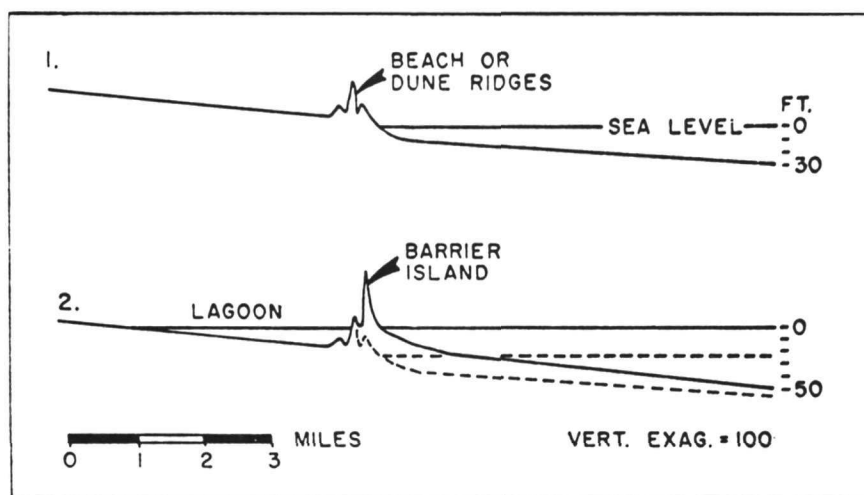 1.
BEACH OR
DUNE RIDGES
FT.
SEA LEVEL
0
30
2.
BARRIER
ISLAND
LAGOON
0
50
0 1 2 3
MILES
VERT. EXAG. = 100